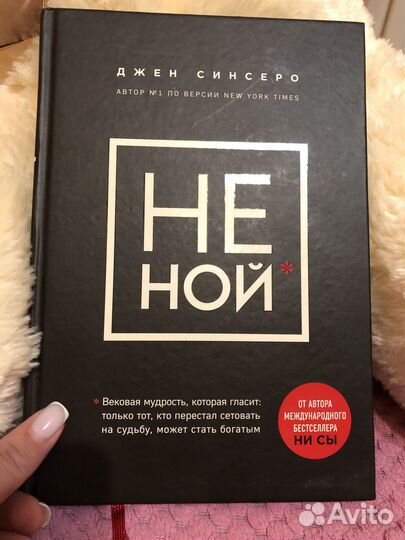 ДЖЕН СИНСЕРО
АВТОР №1 ПО ВЕРСИИ NEW YORK TIMES
НЕ
НОЙ*
* Вековая мудрость, которая гласит:
только тот, кто перестал сетовать
на судьбу, может стать богатым
ОТ АВТОРА
МЕЖДУНАРОДНОГО
БЕСТСЕЛЛЕРА
НИ СЫ
Avito